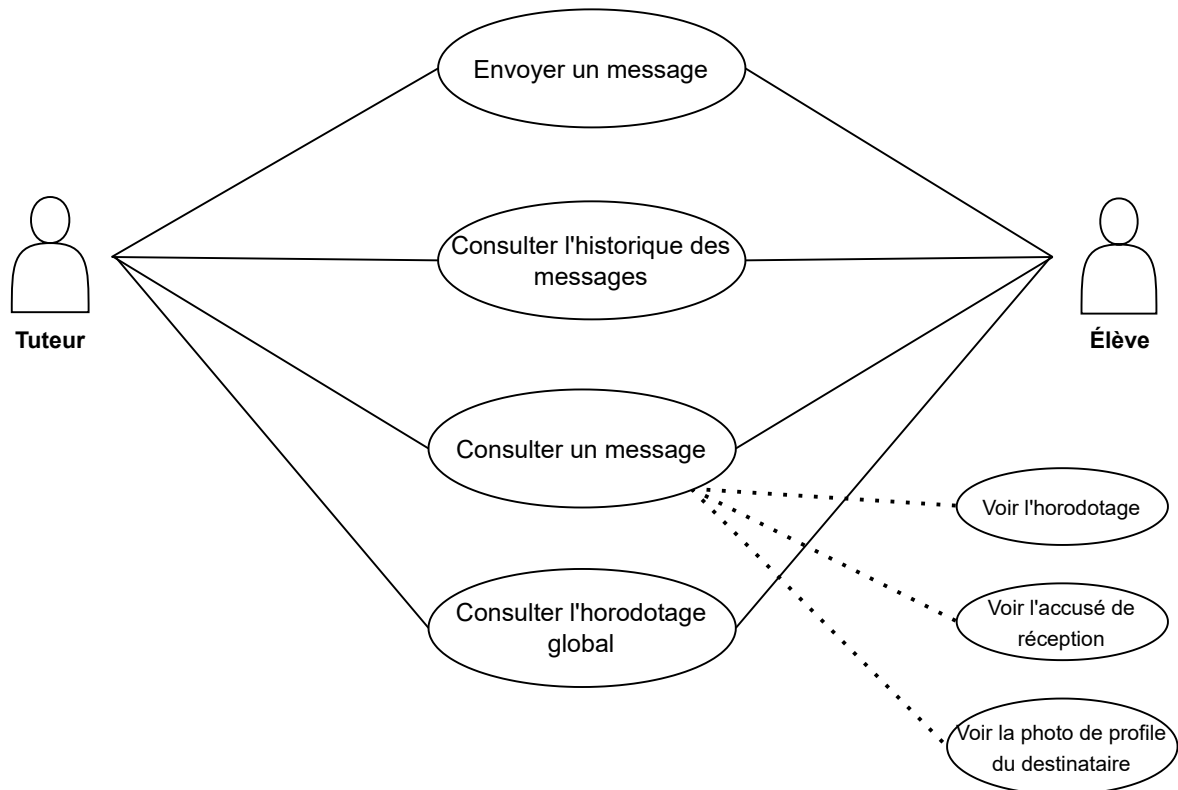 Envoyer un message
Consulter l'historique des
messages
Tuteur
Élève
Consulter un message
Voir l'horodotage
Consulter l'horodotage
global
Voir l'accusé de
réception
Voir la photo de profile
du destinataire